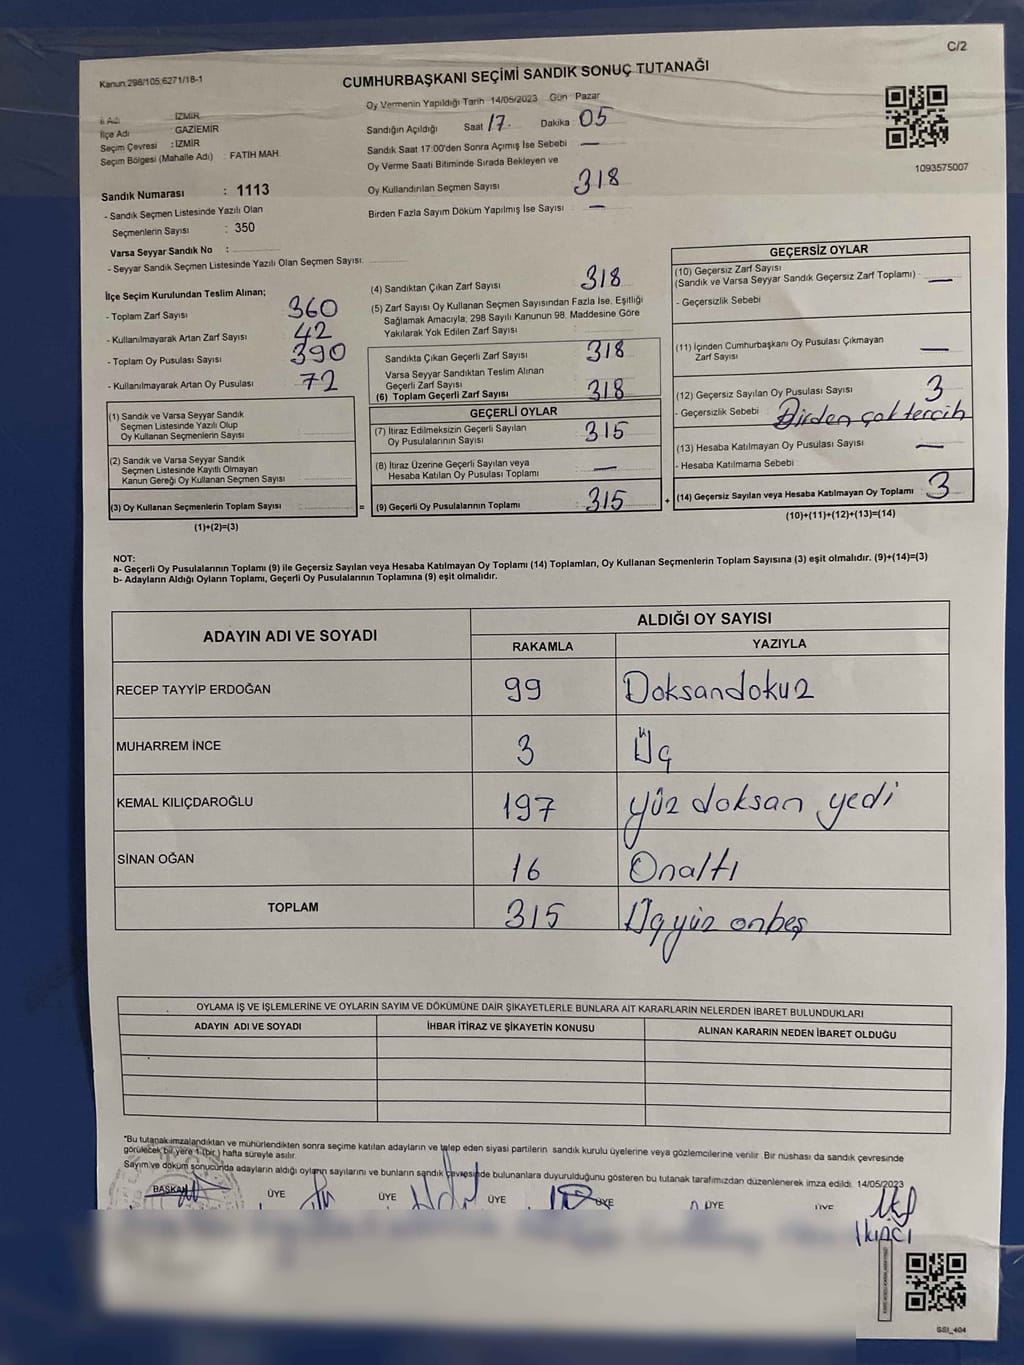 C/2
Kanun:298/105,6271/18-1
CUMHURBAŞKANI SEÇİMİ SANDIK SONUÇ TUTANAĞI
1093575007
İl Adı : İZMİR
İlçe Adı GAZİEMİR
Seçim Çevresi : İZMİR
Seçim Bölgesi (Mahalle Adı) : FATİH MAH.
Sandık Numarası : 1113
- Sandık Seçmen Listesinde Yazılı Olan
Seçmenlerin Sayısı : 350
Varsa Seyyar Sandık No :
- Seyyar Sandık Seçmen Listesinde Yazılı Olan Seçmen Sayısı:
Oy Vermenin Yapıldığı Tarih :14/05/2023 Gün : Pazar
Sandığın Açıldığı Saat 17. Dakika 05
Sandık Saat 17:00'den Sonra Açımış İse Sebebi —
Oy Verme Saati Bitiminde Sırada Bekleyen ve
Oy Kullandırılan Seçmen Sayısı 318
Birden Fazla Sayım Döküm Yapılmış İse Sayısı : —
İlçe Seçim Kurulundan Teslim Alınan;
- Toplam Zarf Sayısı 360
- Kullanılmayarak Artan Zarf Sayısı : 42
- Toplam Oy Pusulası Sayısı : 390
- Kullanılmayarak Artan Oy Pusulası : 72
(1) Sandık ve Varsa Seyyar Sandık
Seçmen Listesinde Yazılı Olup
Oy Kullanan Seçmenlerin Sayısı :
(2) Sandık ve Varsa Seyyar Sandık
Seçmen Listesinde Kayıtlı Olmayan
Kanun Gereği Oy Kullanan Seçmen Sayısı :
(3) Oy Kullanan Seçmenlerin Toplam Sayısı :
(1)+(2)=(3)
(4) Sandıktan Çıkan Zarf Sayısı 318
(5) Zarf Sayısı Oy Kullanan Seçmen Sayısından Fazla İse, Eşitliği
Sağlamak Amacıyla; 298 Sayılı Kanunun 98. Maddesine Göre
Yakılarak Yok Edilen Zarf Sayısı :
Sandıkta Çıkan Geçerli Zarf Sayısı : 318
Varsa Seyyar Sandıktan Teslim Alınan
Geçerli Zarf Sayısı
(6) Toplam Geçerli Zarf Sayısı : 318
GEÇERLİ OYLAR
(7) İtiraz Edilmeksizin Geçerli Sayılan
Oy Pusulalarının Sayısı : 315
(8) İtiraz Üzerine Geçerli Sayılan veya
Hesaba Katılan Oy Pusulası Toplamı : —
= (9) Geçerli Oy Pusulalarının Toplamı : 315 +
GEÇERSİZ OYLAR
(10) Geçersiz Zarf Sayısı
(Sandık ve Varsa Seyyar Sandık Geçersiz Zarf Toplamı) : —
- Geçersizlik Sebebi
(11) İçinden Cumhurbaşkanı Oy Pusulası Çıkmayan
Zarf Sayısı : —
(12) Geçersiz Sayılan Oy Pusulası Sayısı : 3
- Geçersizlik Sebebi : Birden çok tercih
(13) Hesaba Katılmayan Oy Pusulası Sayısı : —
- Hesaba Katılmama Sebebi
(14) Geçersiz Sayılan veya Hesaba Katılmayan Oy Toplamı : 3
(10)+(11)+(12)+(13)=(14)
NOT:
a- Geçerli Oy Pusulalarının Toplamı (9) ile Geçersiz Sayılan veya Hesaba Katılmayan Oy Toplamı (14) Toplamları, Oy Kullanan Seçmenlerin Toplam Sayısına (3) eşit olmalıdır. (9)+(14)=(3)
b- Adayların Aldığı Oyların Toplamı, Geçerli Oy Pusulalarının Toplamına (9) eşit olmalıdır.
ADAYIN ADI VE SOYADI ALDIĞI OY SAYISI
RAKAMLA YAZIYLA
RECEP TAYYİP ERDOĞAN 99 Doksandokuz
MUHARREM İNCE 3 Üç
KEMAL KILIÇDAROĞLU 197 yüz doksan yedi
SİNAN OĞAN 16 Onaltı
TOPLAM 315 Üçyüz onbeş
OYLAMA İŞ VE İŞLEMLERİNE VE OYLARIN SAYIM VE DÖKÜMÜNE DAİR ŞİKAYETLERLE BUNLARA AİT KARARLARIN NELERDEN İBARET BULUNDUKLARI
ADAYIN ADI VE SOYADI İHBAR İTİRAZ VE ŞİKAYETİN KONUSU ALINAN KARARIN NEDEN İBARET OLDUĞU
*Bu tutanak imzalandıktan ve mühürlendikten sonra seçime katılan adayların ve talep eden siyasi partilerin sandık kurulu üyelerine veya gözlemcilerine verilir. Bir nüshası da sandık çevresinde
görülecek bir yere 1 (bir) hafta süreyle asılır.
Sayım ve döküm sonucunda adayların aldığı oyların sayılarını ve bunların sandık çevresinde bulunanlara duyurulduğunu gösteren bu tutanak tarafımızdan düzenlenerek imza edildi. 14/05/2023
BAŞKAN ÜYE ÜYE ÜYE ÜYE ÜYE ÜYE
İKİNCİ
SSI_404